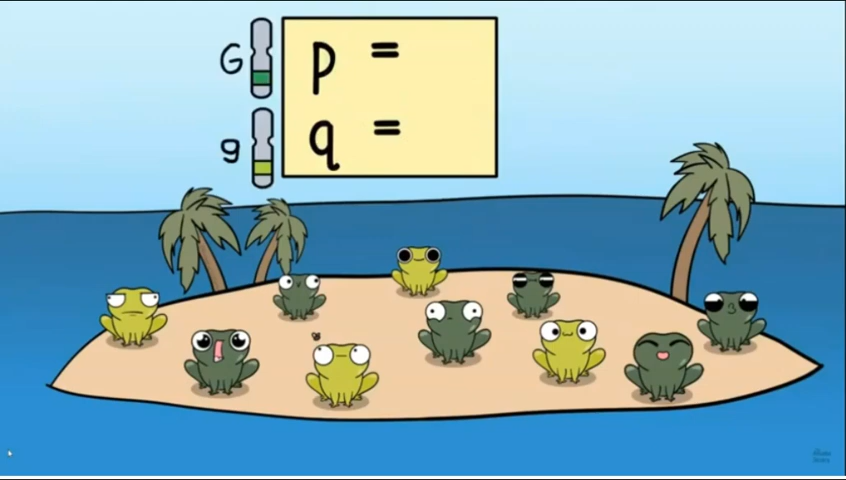 G p =
g q =